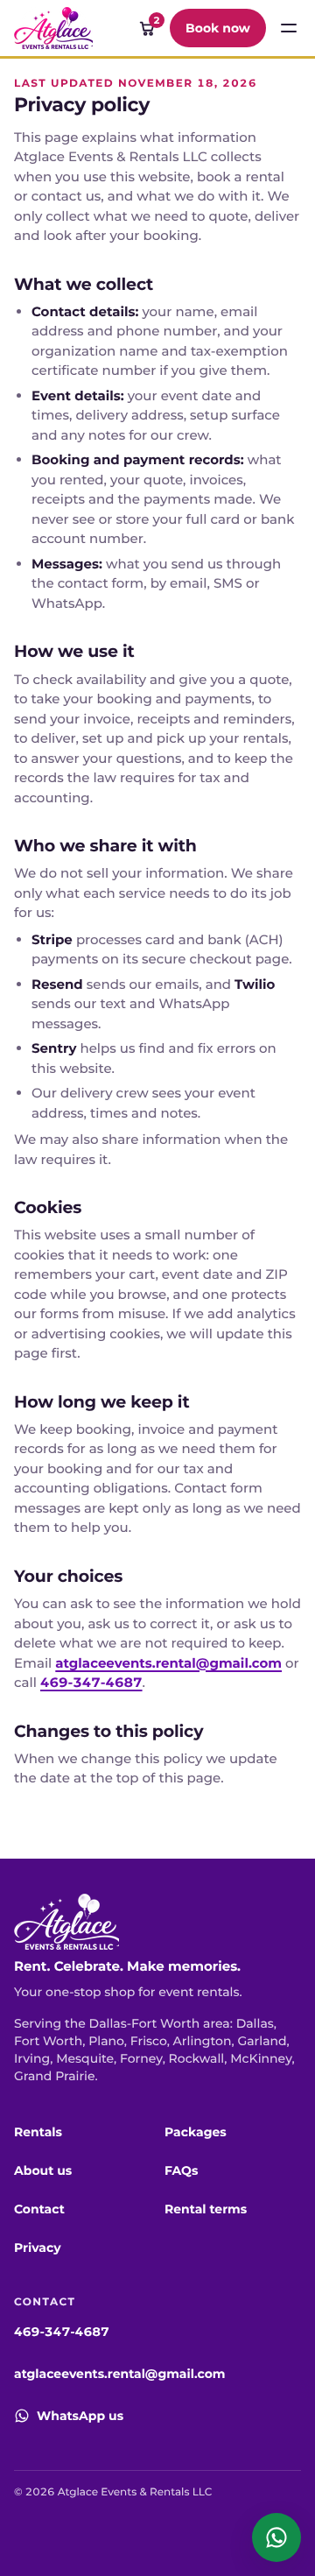 Atglace
EVENTS & RENTALS LLC
2
Book now
LAST UPDATED NOVEMBER 18, 2026
Privacy policy
This page explains what information
Atglace Events & Rentals LLC collects
when you use this website, book a rental
or contact us, and what we do with it. We
only collect what we need to quote, deliver
and look after your booking.
What we collect
• Contact details: your name, email
address and phone number, and your
organization name and tax-exemption
certificate number if you give them.
• Event details: your event date and
times, delivery address, setup surface
and any notes for our crew.
• Booking and payment records: what
you rented, your quote, invoices,
receipts and the payments made. We
never see or store your full card or bank
account number.
• Messages: what you send us through
the contact form, by email, SMS or
WhatsApp.
How we use it
To check availability and give you a quote,
to take your booking and payments, to
send your invoice, receipts and reminders,
to deliver, set up and pick up your rentals,
to answer your questions, and to keep the
records the law requires for tax and
accounting.
Who we share it with
We do not sell your information. We share
only what each service needs to do its job
for us:
• Stripe processes card and bank (ACH)
payments on its secure checkout page.
• Resend sends our emails, and Twilio
sends our text and WhatsApp
messages.
• Sentry helps us find and fix errors on
this website.
• Our delivery crew sees your event
address, times and notes.
We may also share information when the
law requires it.
Cookies
This website uses a small number of
cookies that it needs to work: one
remembers your cart, event date and ZIP
code while you browse, and one protects
our forms from misuse. If we add analytics
or advertising cookies, we will update this
page first.
How long we keep it
We keep booking, invoice and payment
records for as long as we need them for
your booking and for our tax and
accounting obligations. Contact form
messages are kept only as long as we need
them to help you.
Your choices
You can ask to see the information we hold
about you, ask us to correct it, or ask us to
delete what we are not required to keep.
Email atglaceevents.rental@gmail.com or
call 469-347-4687.
Changes to this policy
When we change this policy we update
the date at the top of this page.
Atglace
EVENTS & RENTALS LLC
Rent. Celebrate. Make memories.
Your one-stop shop for event rentals.
Serving the Dallas-Fort Worth area: Dallas,
Fort Worth, Plano, Frisco, Arlington, Garland,
Irving, Mesquite, Forney, Rockwall, McKinney,
Grand Prairie.
Rentals
Packages
About us
FAQs
Contact
Rental terms
Privacy
CONTACT
469-347-4687
atglaceevents.rental@gmail.com
WhatsApp us
© 2026 Atglace Events & Rentals LLC